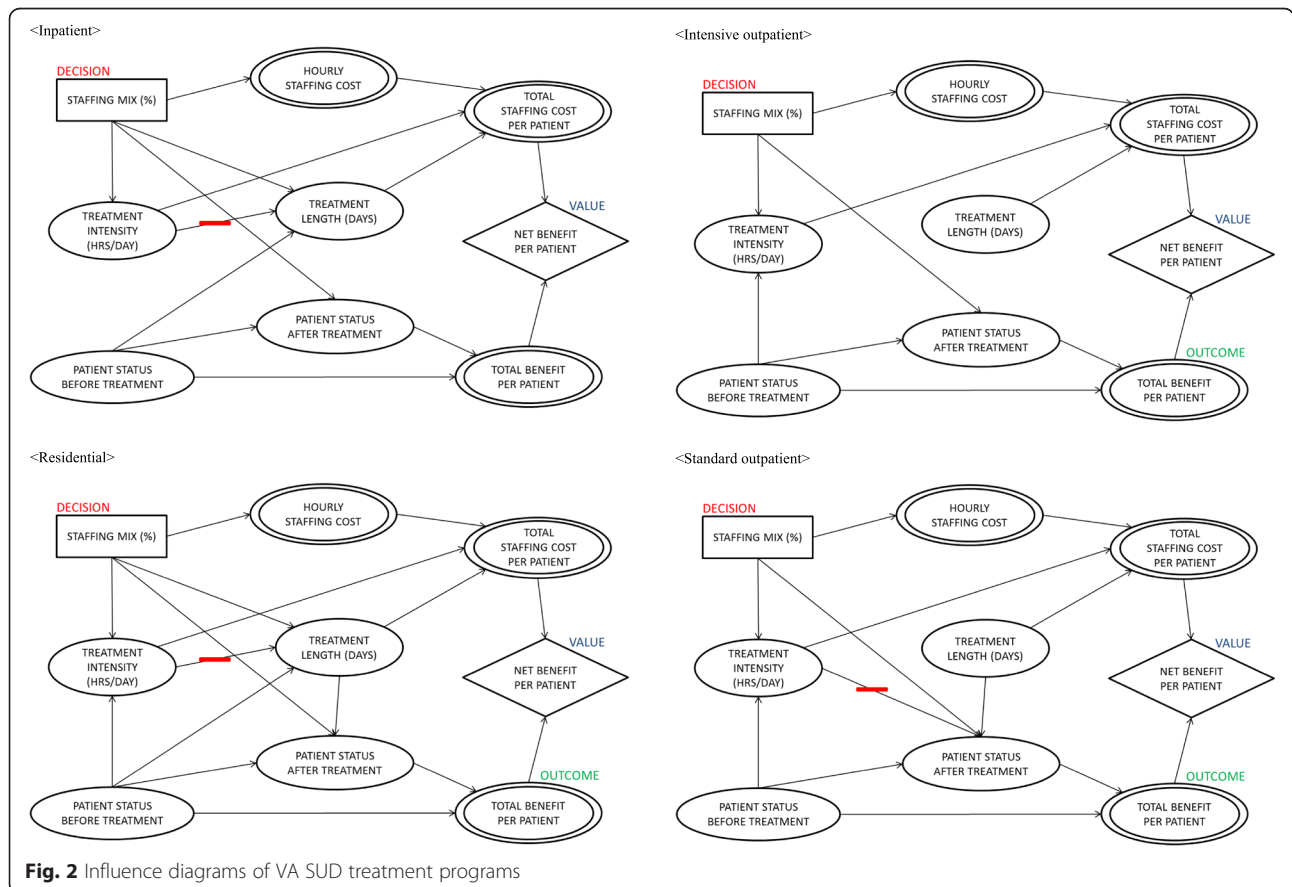 <Inpatient>
DECISION
STAFFING MIX (%)
HOURLY
STAFFING COST
TOTAL
STAFFING COST
PER PATIENT
TREATMENT
INTENSITY
(HRS/DAY)
TREATMENT
LENGTH (DAYS)
VALUE
NET BENEFIT
PER PATIENT
PATIENT STATUS
AFTER TREATMENT
PATIENT STATUS
BEFORE TREATMENT
TOTAL BENEFIT
PER PATIENT
<Intensive outpatient>
DECISION
STAFFING MIX (%)
HOURLY
STAFFING COST
TOTAL
STAFFING COST
PER PATIENT
TREATMENT
INTENSITY
(HRS/DAY)
TREATMENT
LENGTH (DAYS)
VALUE
NET BENEFIT
PER PATIENT
PATIENT STATUS
AFTER TREATMENT
OUTCOME
PATIENT STATUS
BEFORE TREATMENT
TOTAL BENEFIT
PER PATIENT
<Residential>
DECISION
STAFFING MIX (%)
HOURLY
STAFFING COST
TOTAL
STAFFING COST
PER PATIENT
TREATMENT
INTENSITY
(HRS/DAY)
TREATMENT
LENGTH (DAYS)
VALUE
NET BENEFIT
PER PATIENT
PATIENT STATUS
AFTER TREATMENT
OUTCOME
PATIENT STATUS
BEFORE TREATMENT
TOTAL BENEFIT
PER PATIENT
<Standard outpatient>
DECISION
STAFFING MIX (%)
HOURLY
STAFFING COST
TOTAL
STAFFING COST
PER PATIENT
TREATMENT
INTENSITY
(HRS/DAY)
TREATMENT
LENGTH (DAYS)
VALUE
NET BENEFIT
PER PATIENT
PATIENT STATUS
AFTER TREATMENT
OUTCOME
PATIENT STATUS
BEFORE TREATMENT
TOTAL BENEFIT
PER PATIENT
Fig. 2 Influence diagrams of VA SUD treatment programs